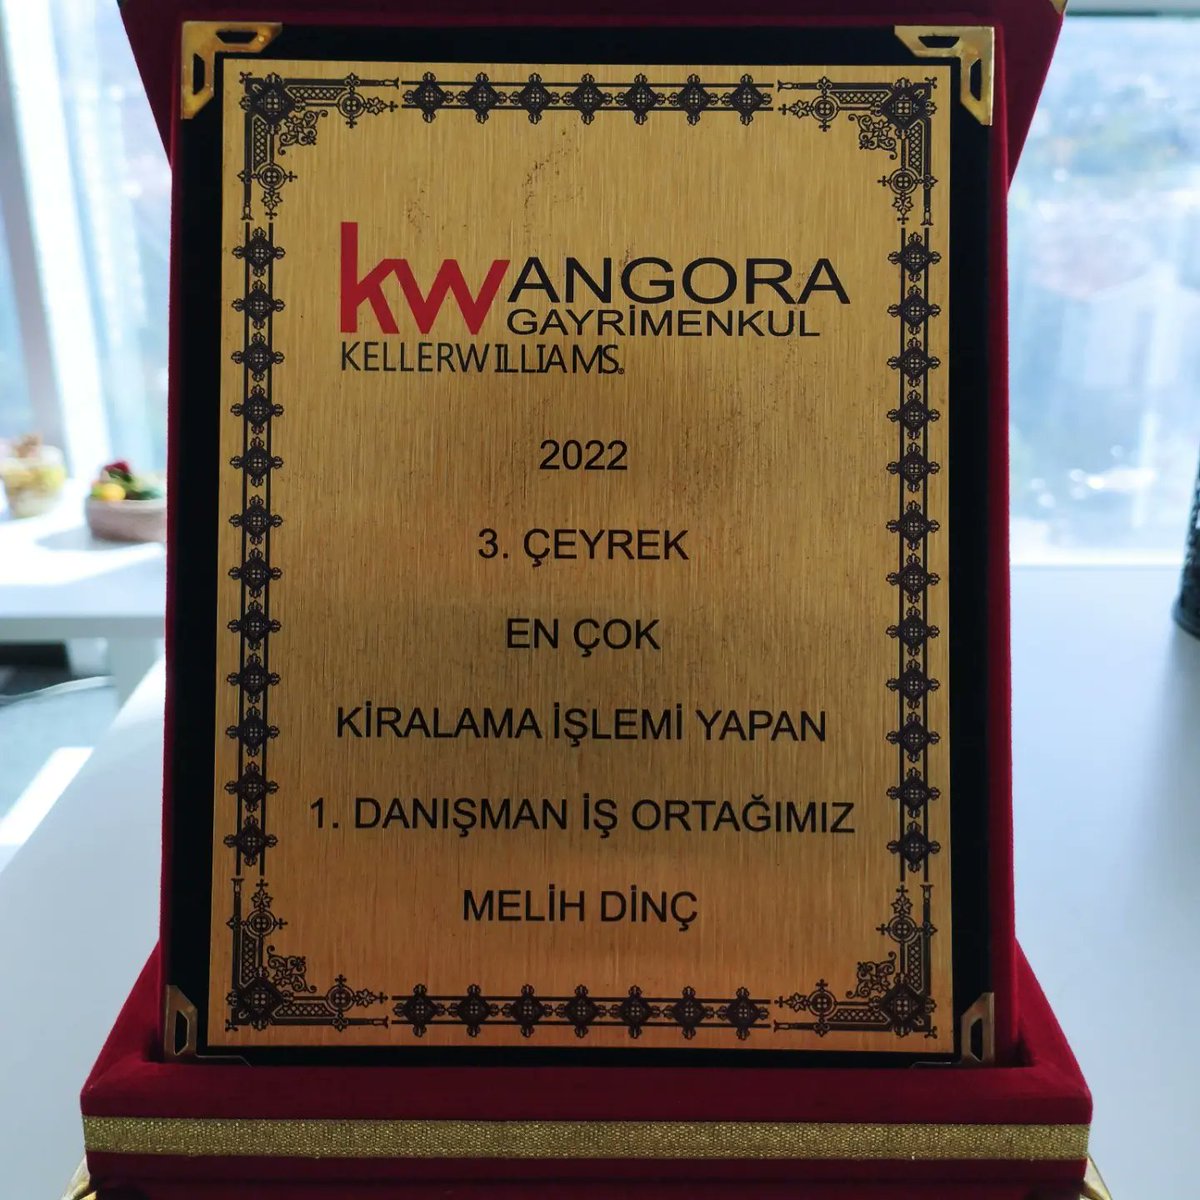 kw ANGORA
GAYRİMENKUL
KELLERWILLIAMS®
2022
3. ÇEYREK
EN ÇOK
KİRALAMA İŞLEMİ YAPAN
1. DANIŞMAN İŞ ORTAĞIMIZ
MELİH DİNÇ